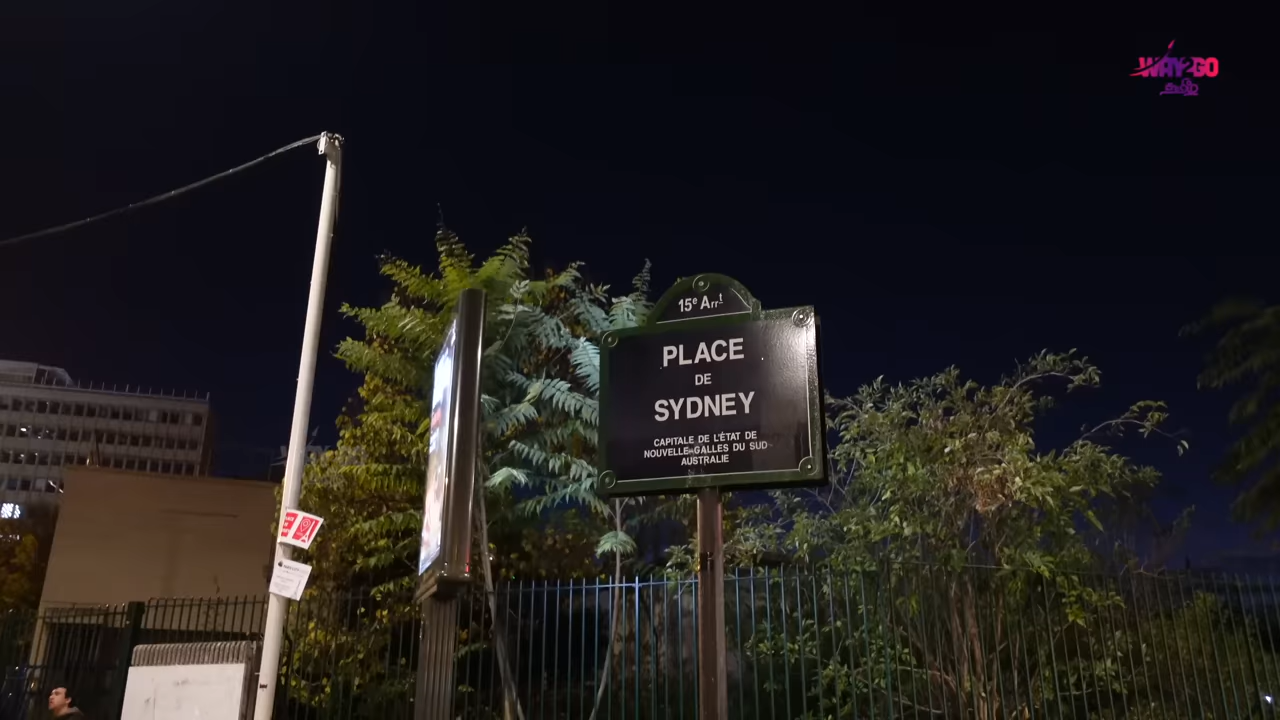 WAY2GO
15e Arrt
PLACE
DE
SYDNEY
CAPITALE DE L'ÉTAT DE
NOUVELLE-GALLES DU SUD
AUSTRALIE